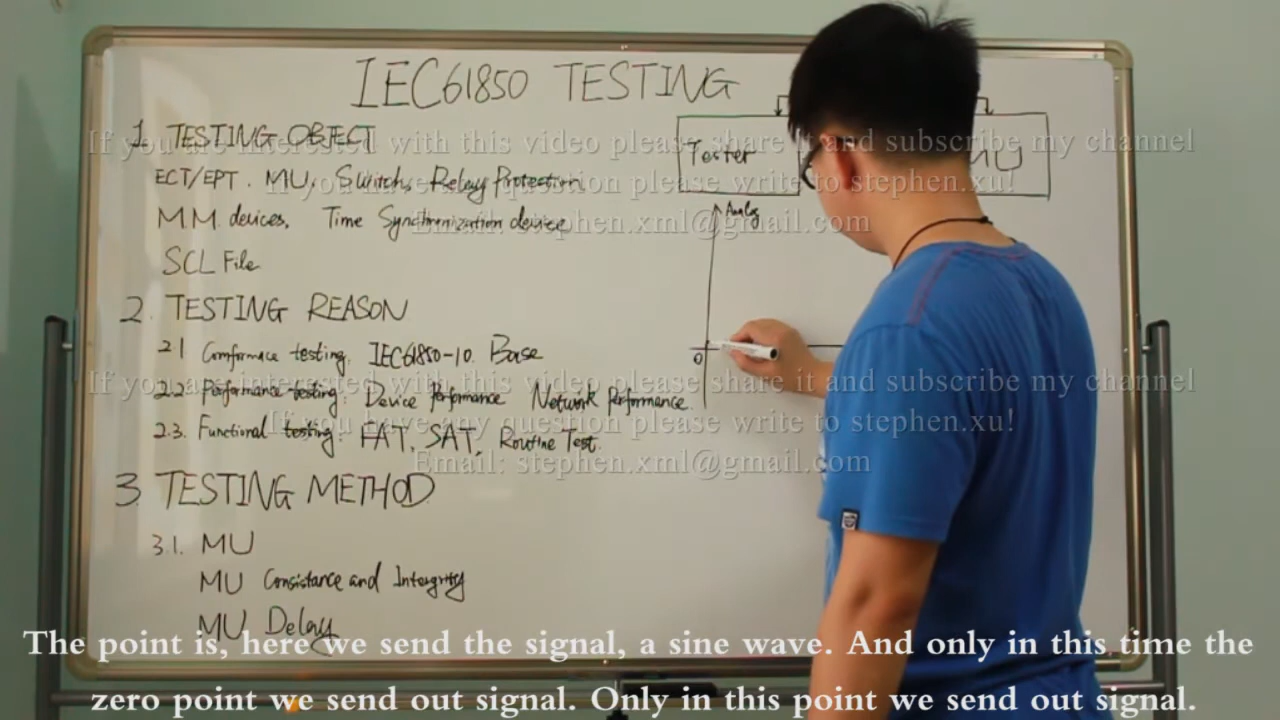 IEC61850 TESTING
1. TESTING OBJECT
ECT/EPT. MU, Switch, Relay Protection
MM devices, Time Synchronization device
SCL File
2. TESTING REASON
2.1 Comformace testing. IEC61850-10. Base
2.2 Performance testing: Device Performance Network Performance.
2.3. Functional testing: FAT, SAT, Routine Test.
3. TESTING METHOD
3.1. MU
MU Consistance and Intergrity
MU Delay
Tester
MU
Analog
0
If you are interested with this video please share it and subscribe my channel
If you have any question please write to stephen.xu!
Email: stephen.xml@gmail.com
If you are interested with this video please share it and subscribe my channel
If you have any question please write to stephen.xu!
Email: stephen.xml@gmail.com
The point is, here we send the signal, a sine wave. And only in this time the
zero point we send out signal. Only in this point we send out signal.